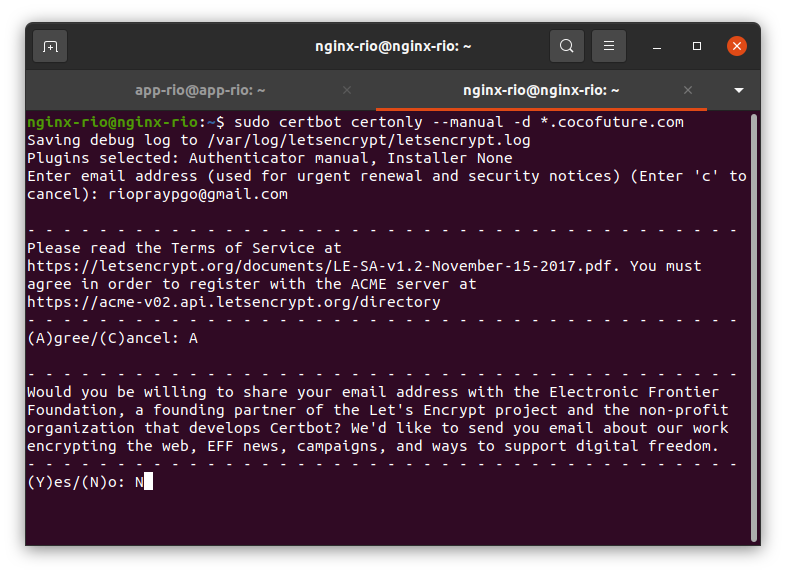 nginx-rio@nginx-rio: ~
app-rio@app-rio: ~
nginx-rio@nginx-rio: ~
nginx-rio@nginx-rio:~$ sudo certbot certonly --manual -d *.cocofuture.com
Saving debug log to /var/log/letsencrypt/letsencrypt.log
Plugins selected: Authenticator manual, Installer None
Enter email address (used for urgent renewal and security notices) (Enter 'c' to
cancel): riopraypgo@gmail.com
- - - - - - - - - - - - - - - - - - - - - - - - - - - - - - - - - - - - - - - -
Please read the Terms of Service at
https://letsencrypt.org/documents/LE-SA-v1.2-November-15-2017.pdf. You must
agree in order to register with the ACME server at
https://acme-v02.api.letsencrypt.org/directory
- - - - - - - - - - - - - - - - - - - - - - - - - - - - - - - - - - - - - - - -
(A)gree/(C)ancel: A
- - - - - - - - - - - - - - - - - - - - - - - - - - - - - - - - - - - - - - - -
Would you be willing to share your email address with the Electronic Frontier
Foundation, a founding partner of the Let's Encrypt project and the non-profit
organization that develops Certbot? We'd like to send you email about our work
encrypting the web, EFF news, campaigns, and ways to support digital freedom.
- - - - - - - - - - - - - - - - - - - - - - - - - - - - - - - - - - - - - - - -
(Y)es/(N)o: N